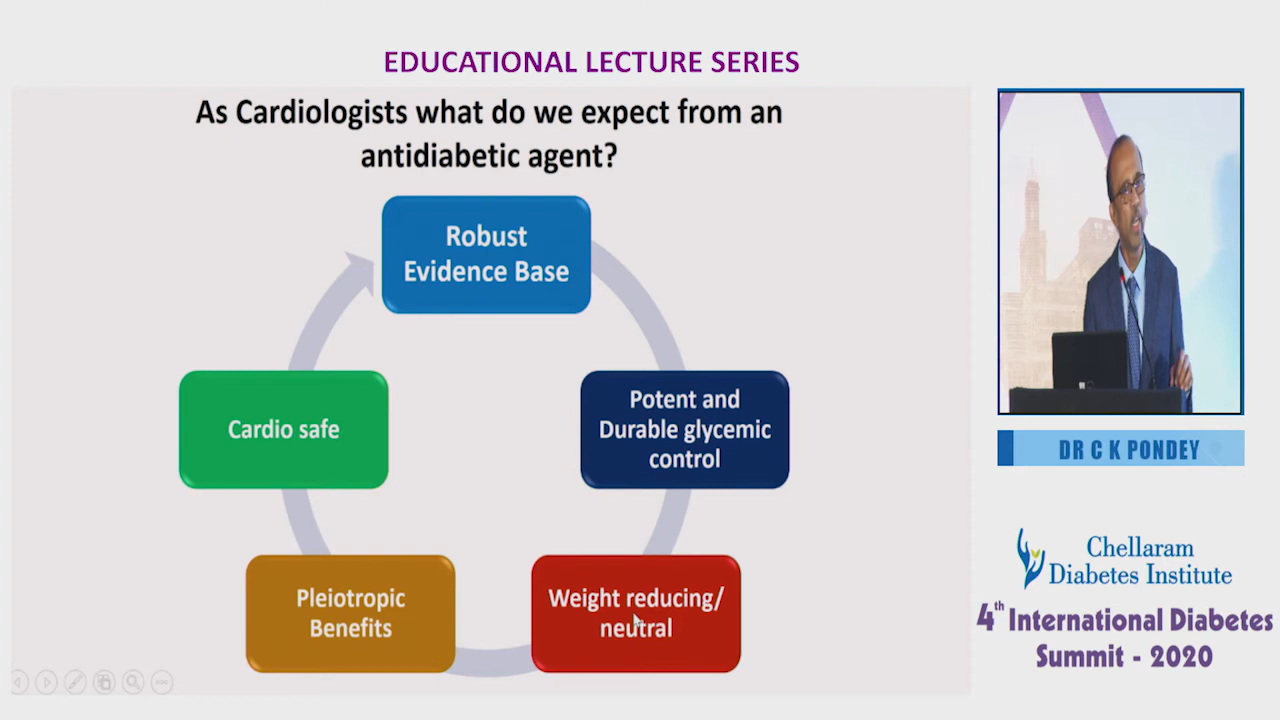 EDUCATIONAL LECTURE SERIES
As Cardiologists what do we expect from an
antidiabetic agent?
Robust
Evidence Base
Potent and
Durable glycemic
control
Weight reducing/
neutral
Pleiotropic
Benefits
Cardio safe
DR C K PONDEY
Chellaram
Diabetes Institute
4th International Diabetes
Summit - 2020